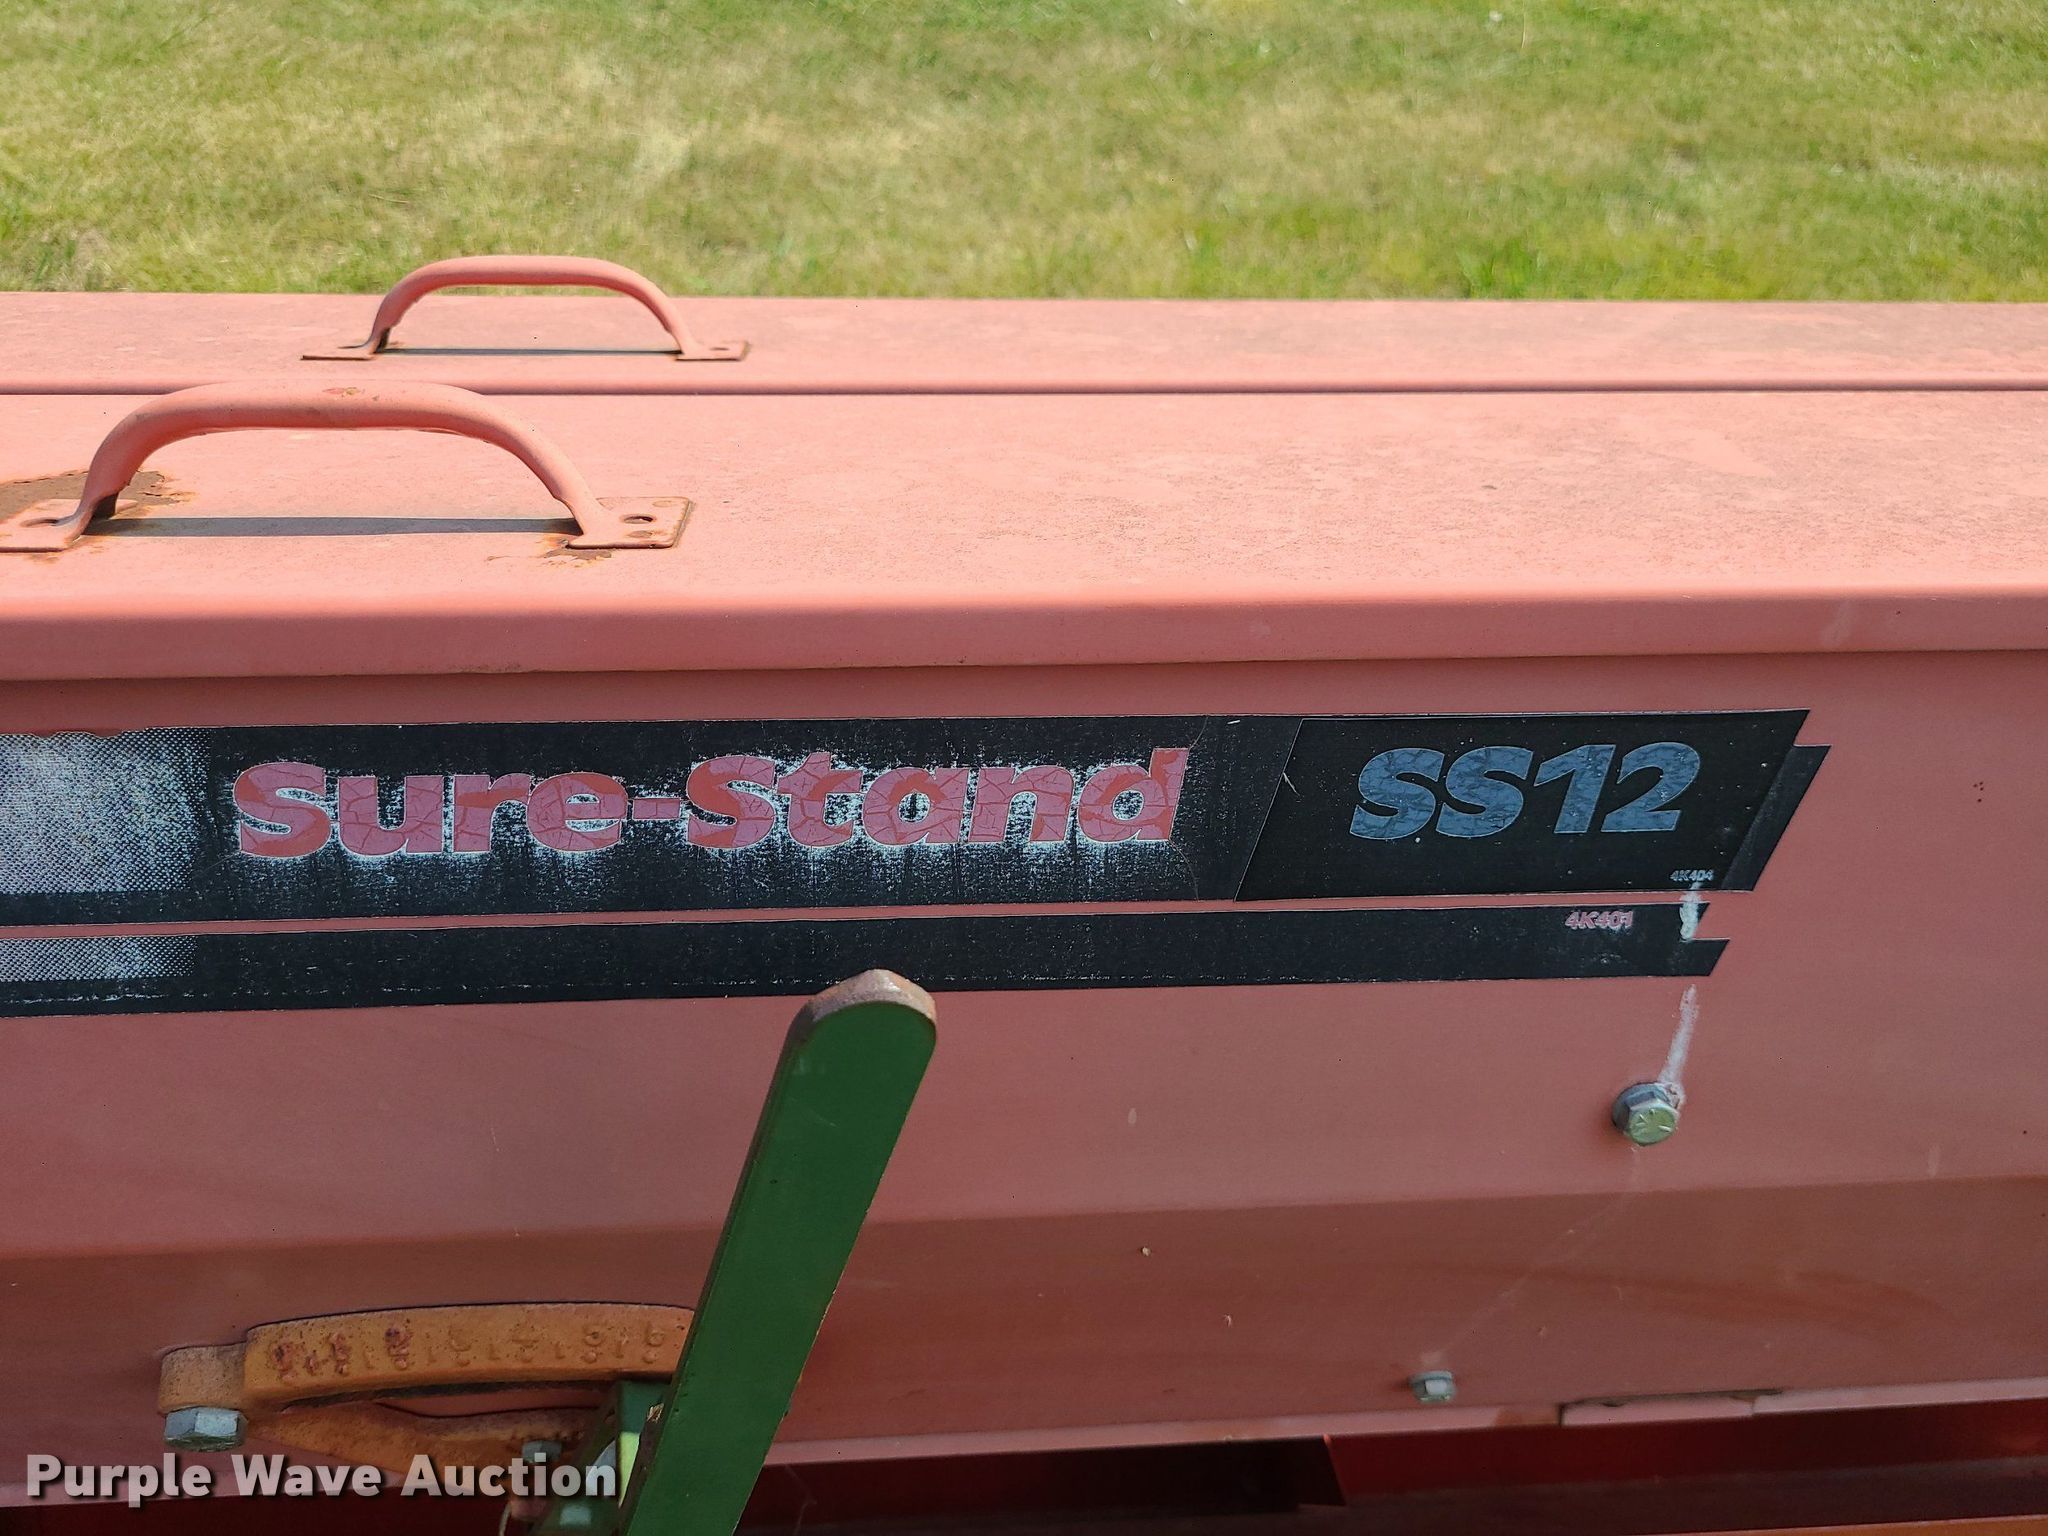 Sure-Stand SS12
4K404
4K401
Purple Wave Auction